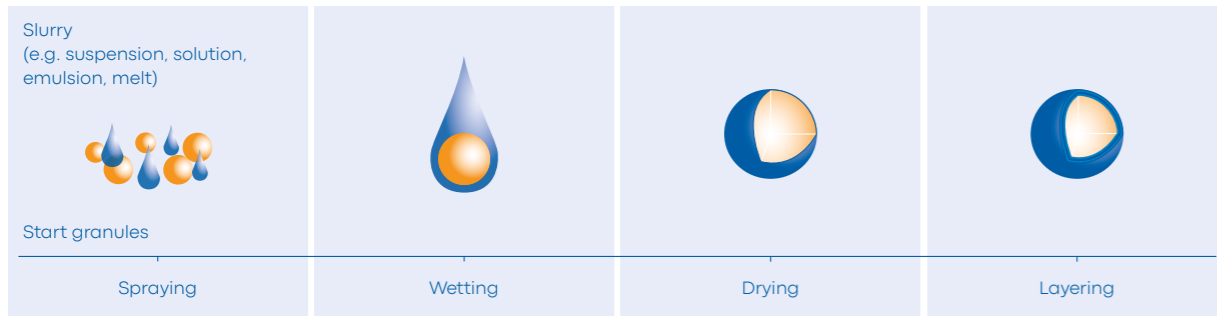 Slurry
(e.g. suspension, solution,
emulsion, melt)
Start granules
Spraying
Wetting
Drying
Layering